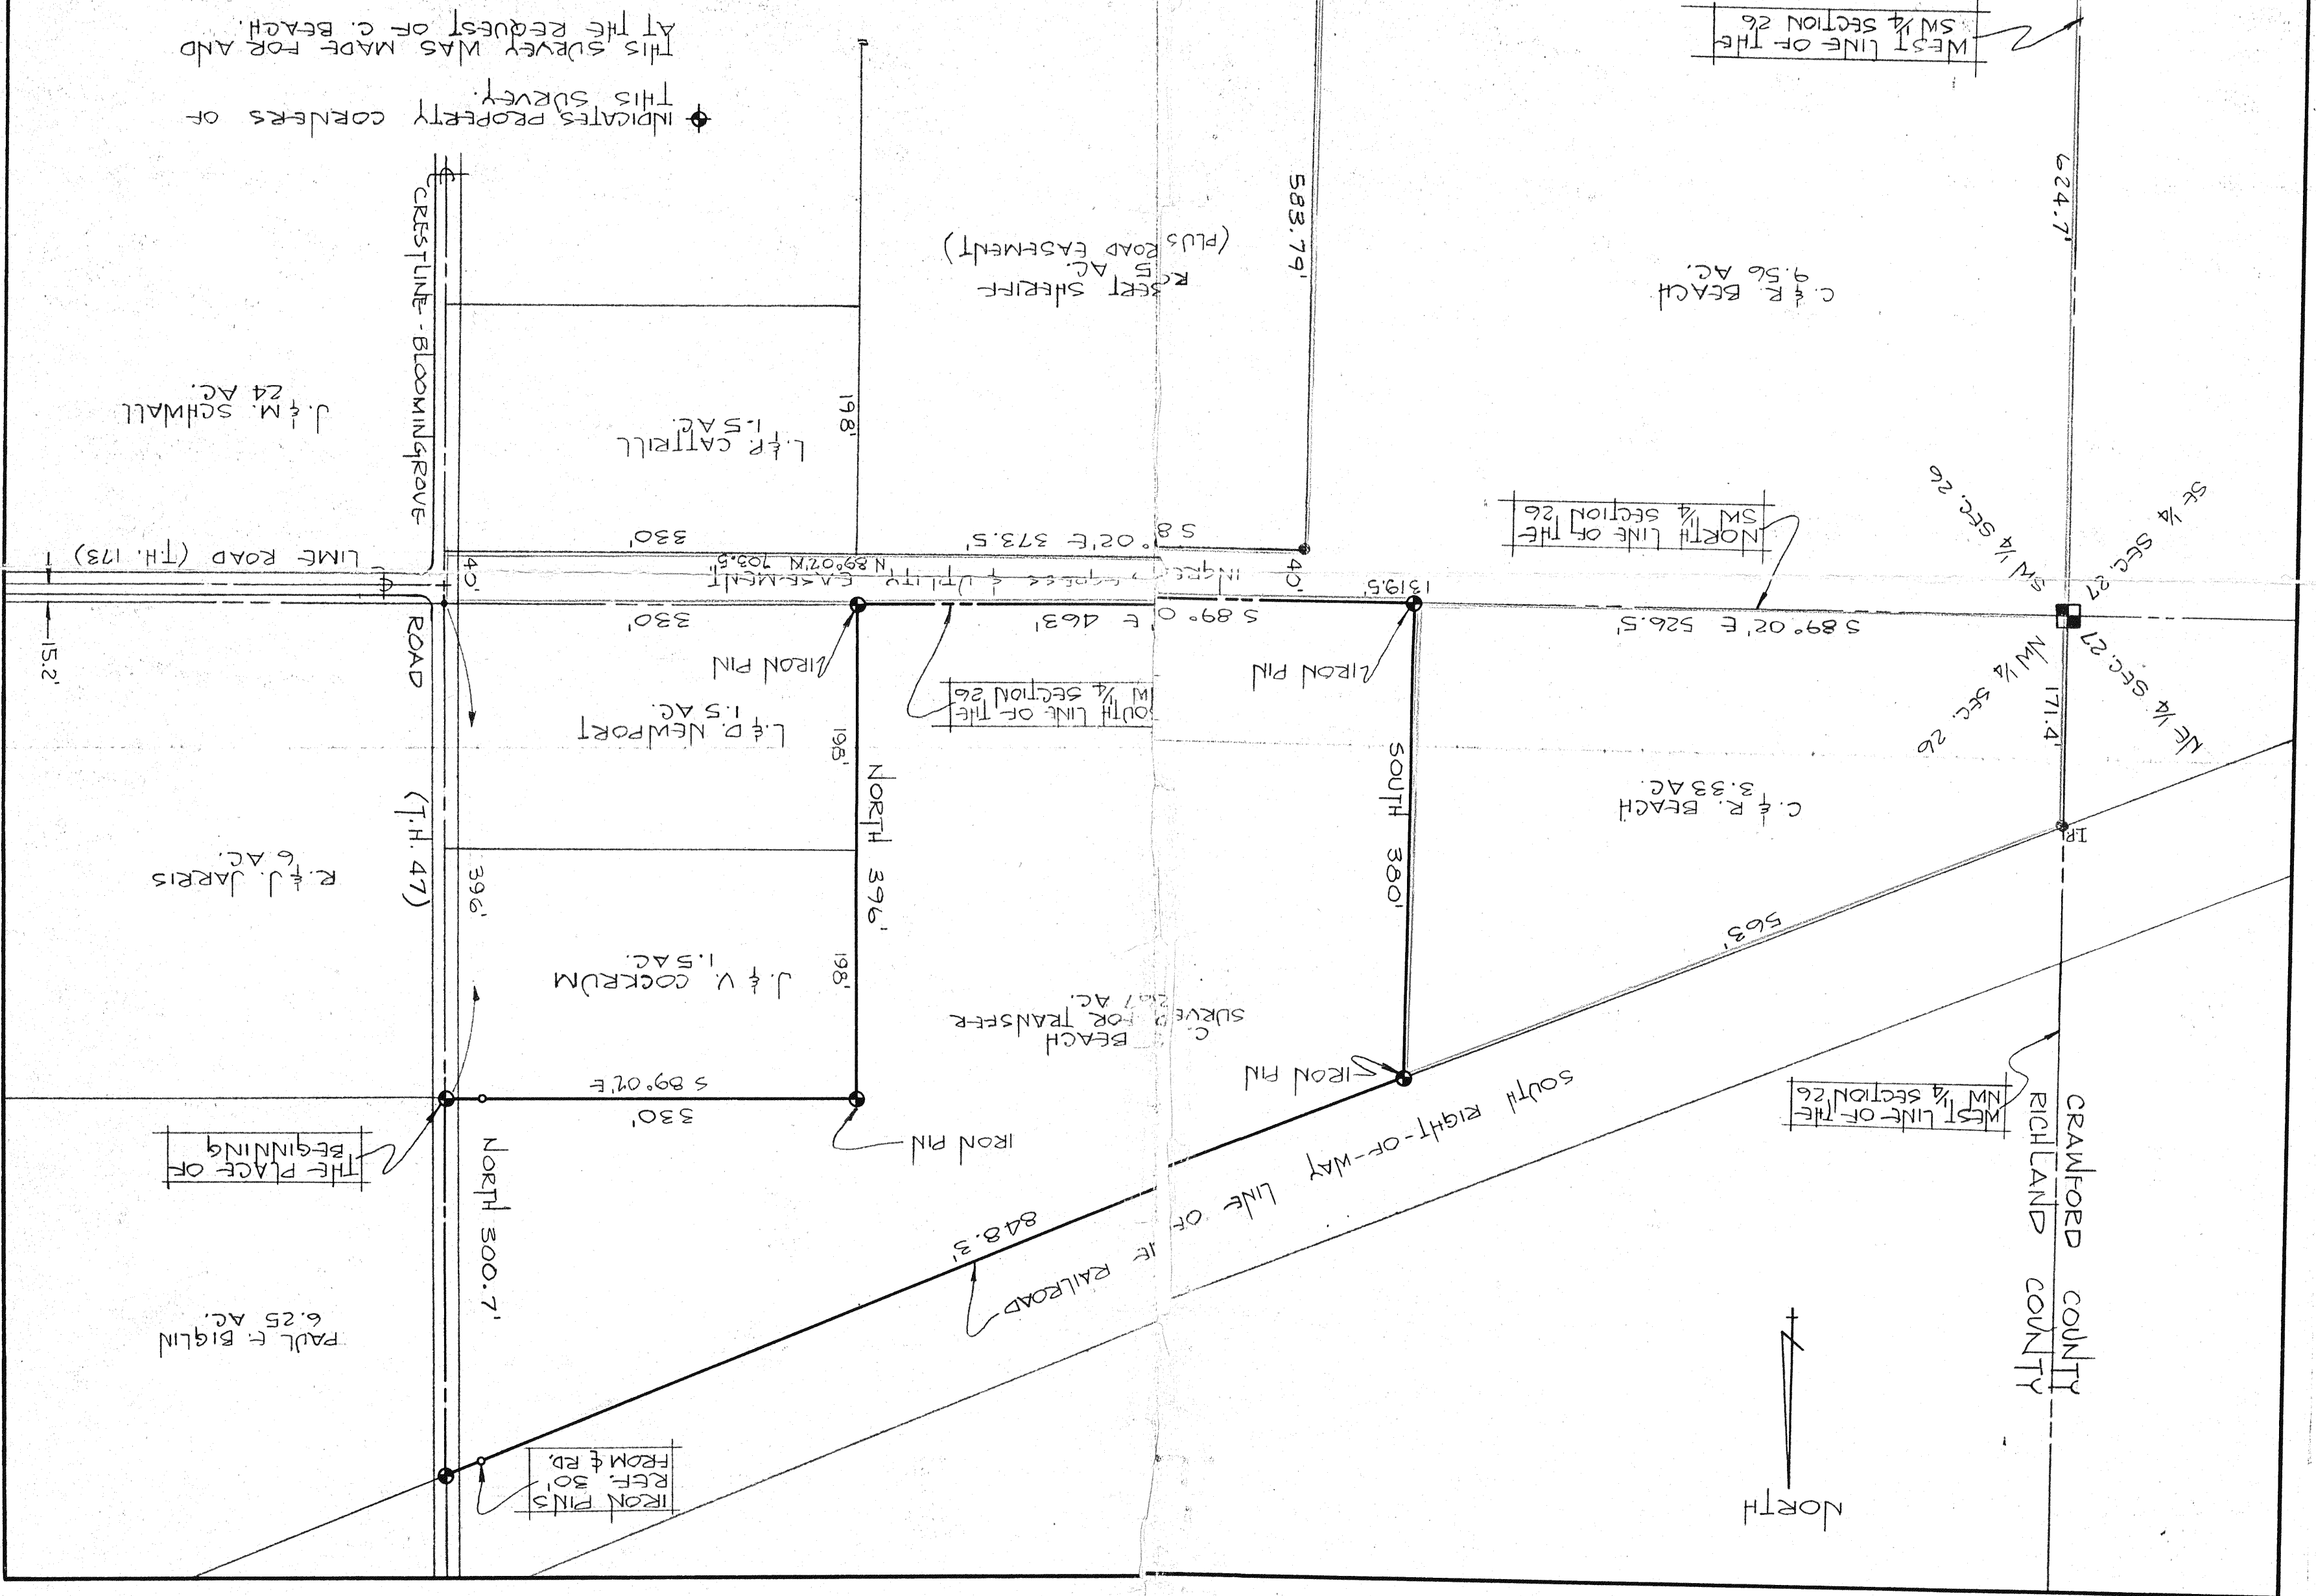 NORTH
CRAWFORD COUNTY
RICHLAND COUNTY
IRON PINS
REF. 30'
FROM ℄ RD.
PAUL F. BIGLIN
6.25 AC.
NORTH 300.7'
848.3'
SOUTH RIGHT-OF-WAY LINE OF
RAILROAD
THE PLACE OF
BEGINNING
IRON PIN
330'
S 89°02'E
WEST LINE OF THE
NW 1/4 SECTION 26
IRON PIN
C. BEACH
SURVEY FOR TRANSFER
AC.
563'
J. & V. COCKRUM
1.5 AC.
198'
396'
NORTH 396'
SOUTH 380'
R. & J. JARRIS
6 AC.
(T.H. 47)
C. & R. BEACH
3.33 AC.
I.P.
171.4'
NE 1/4 SEC. 27
NW 1/4 SEC. 26
L. & D. NEWPORT
1.5 AC.
198'
SOUTH LINE OF THE
NW 1/4 SECTION 26
IRON PIN
IRON PIN
15.2'
ROAD
330'
S 89° 0 'E 463'
S 89°02'E 526.5'
1319.5'
INGRESS EGRESS & UTILITY EASEMENT
N 89°02'W 703.5'
40'
40'
LIME ROAD (T.H. 173)
330'
S 8 °02'E 373.5'
NORTH LINE OF THE
SW 1/4 SECTION 26
SW 1/4 SEC. 26
SE 1/4 SEC. 27
CRESTLINE-BLOOMINGROVE
J. & M. SCHWALL
24 AC.
L. & P. CATTRILL
1.5 AC.
198'
ROBERT SHERIFF
5 AC.
(PLUS ROAD EASEMENT)
583.79'
C. & R. BEACH
9.56 AC.
624.7'
INDICATES PROPERTY CORNERS OF
THIS SURVEY.
THIS SURVEY WAS MADE FOR AND
AT THE REQUEST OF C. BEACH.
WEST LINE OF THE
SW 1/4 SECTION 26